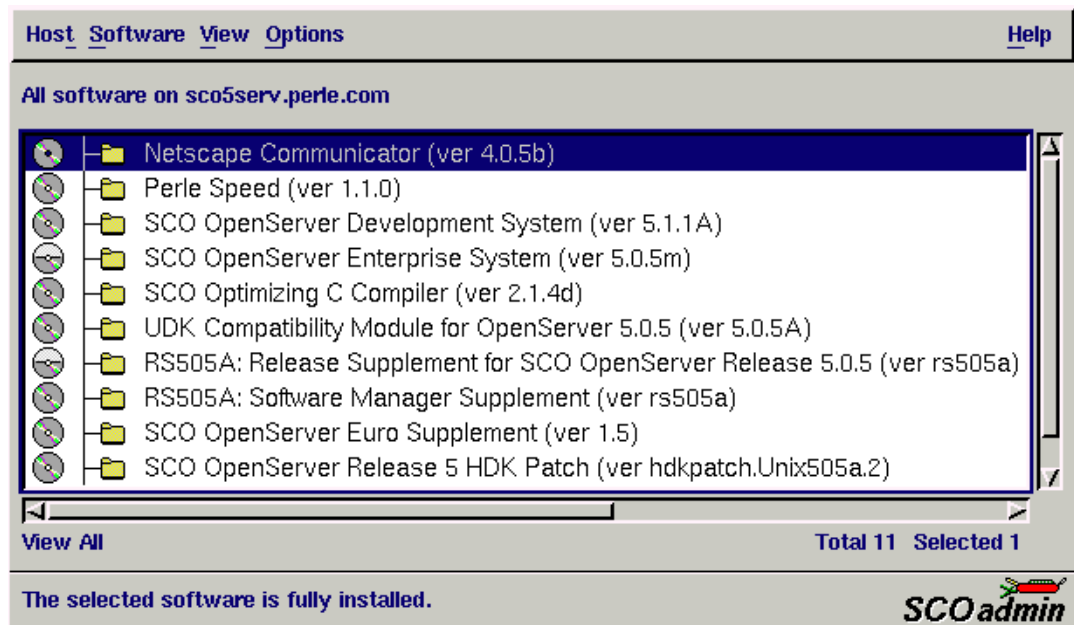 Host Software View Options Help
All software on sco5serv.perle.com
Netscape Communicator (ver 4.0.5b)
Perle Speed (ver 1.1.0)
SCO OpenServer Development System (ver 5.1.1A)
SCO OpenServer Enterprise System (ver 5.0.5m)
SCO Optimizing C Compiler (ver 2.1.4d)
UDK Compatibility Module for OpenServer 5.0.5 (ver 5.0.5A)
RS505A: Release Supplement for SCO OpenServer Release 5.0.5 (ver rs505a)
RS505A: Software Manager Supplement (ver rs505a)
SCO OpenServer Euro Supplement (ver 1.5)
SCO OpenServer Release 5 HDK Patch (ver hdkpatch.Unix505a.2)
View All Total 11 Selected 1
The selected software is fully installed.
SCOadmin